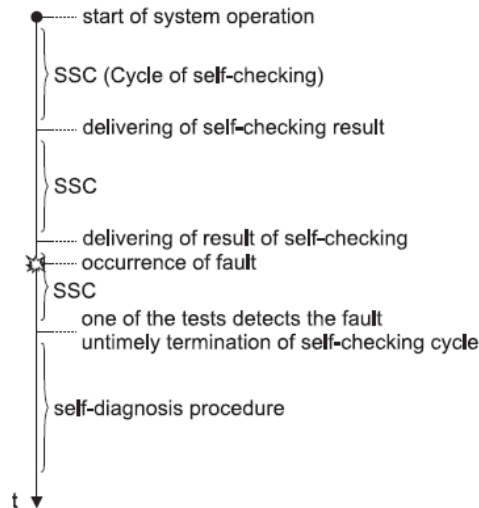 start of system operation
SSC (Cycle of self-checking)
delivering of self-checking result
SSC
delivering of result of self-checking
occurrence of fault
SSC
one of the tests detects the fault
untimely termination of self-checking cycle
self-diagnosis procedure
t